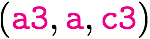 (a3, a, c3)